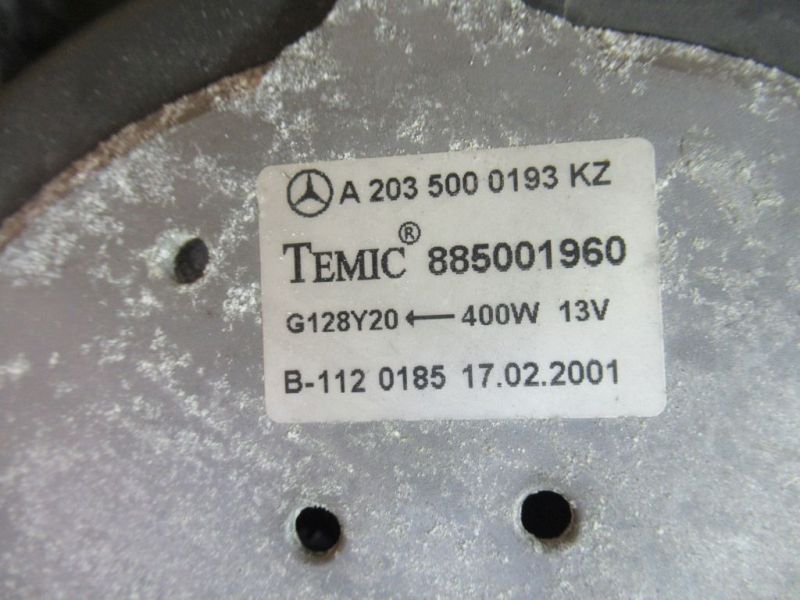 A 203 500 0193 KZ
TEMIC® 885001960
G128Y20 ← 400W 13V
B-112 0185 17.02.2001